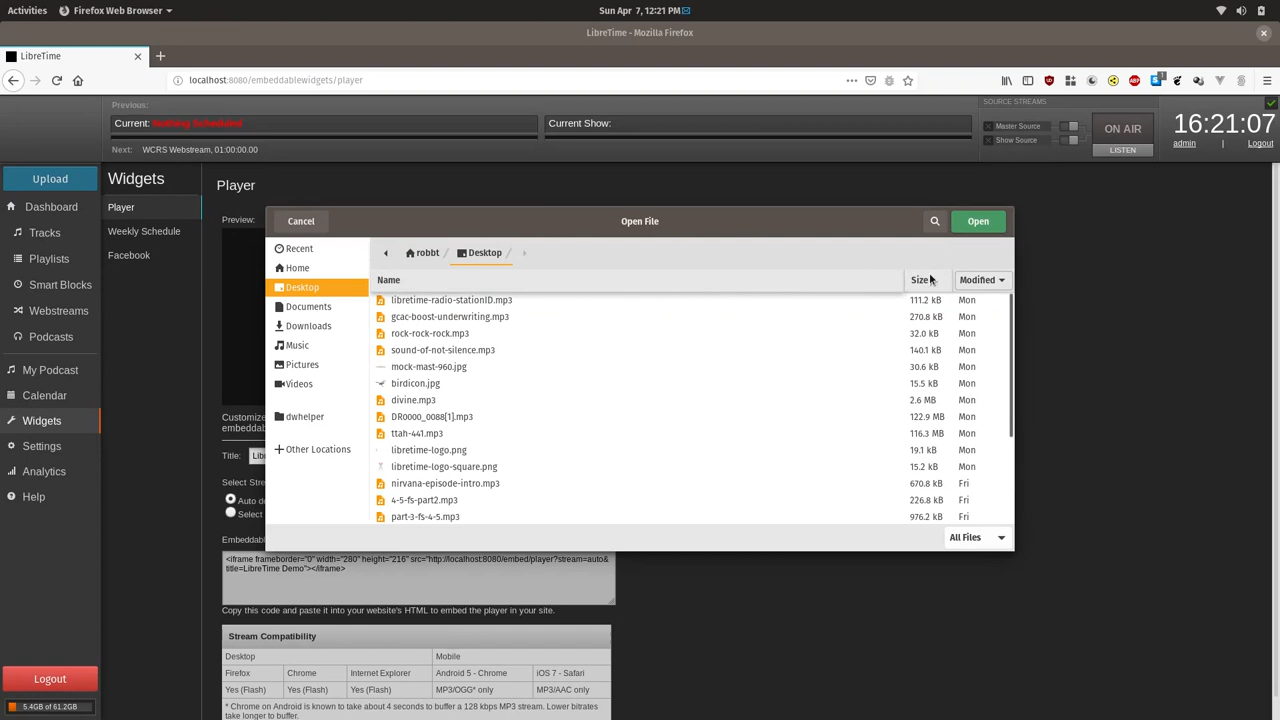 Activities Firefox Web Browser Sun Apr 7, 12:21 PM
LibreTime - Mozilla Firefox
LibreTime
localhost:8080/embeddablewidgets/player
Previous:
Current: Nothing Scheduled
Next: WCRS Webstream, 01:00:00.00
Current Show:
SOURCE STREAMS
Master Source
Show Source
ON AIR
LISTEN
16:21:07
admin | Logout
Upload
Dashboard
Tracks
Playlists
Smart Blocks
Webstreams
Podcasts
My Podcast
Calendar
Widgets
Settings
Analytics
Help
Logout
5.4GB of 61.2GB
Widgets
Player
Weekly Schedule
Facebook
Player
Preview:
Customize
embeddab
Title: Lib
Select Stre
Auto de
Select
Embeddab
Cancel Open File Open
Recent
Home
Desktop
Documents
Downloads
Music
Pictures
Videos
dwhelper
Other Locations
robbt / Desktop /
Name Size Modified
libretime-radio-stationID.mp3 111.2 kB Mon
gcac-boost-underwriting.mp3 270.8 kB Mon
rock-rock-rock.mp3 32.0 kB Mon
sound-of-not-silence.mp3 140.1 kB Mon
mock-mast-960.jpg 30.6 kB Mon
birdicon.jpg 15.5 kB Mon
divine.mp3 2.6 MB Mon
DR0000_0088[1].mp3 122.9 MB Mon
ttah-441.mp3 116.3 MB Mon
libretime-logo.png 19.1 kB Mon
libretime-logo-square.png 15.2 kB Mon
nirvana-episode-intro.mp3 670.8 kB Fri
4-5-fs-part2.mp3 226.8 kB Fri
part-3-fs-4-5.mp3 976.2 kB Fri
All Files
<iframe frameborder="0" width="280" height="216" src="http://localhost:8080/embed/player?stream=auto&
title=LibreTime Demo"></iframe>
Copy this code and paste it into your website's HTML to embed the player in your site.
Stream Compatibility
Desktop Mobile
Firefox Chrome Internet Explorer Android 5 - Chrome iOS 7 - Safari
Yes (Flash) Yes (Flash) Yes (Flash) MP3/OGG* only MP3/AAC only
* Chrome on Android is known to take about 4 seconds to buffer a 128 kbps MP3 stream. Lower bitrates
take longer to buffer.